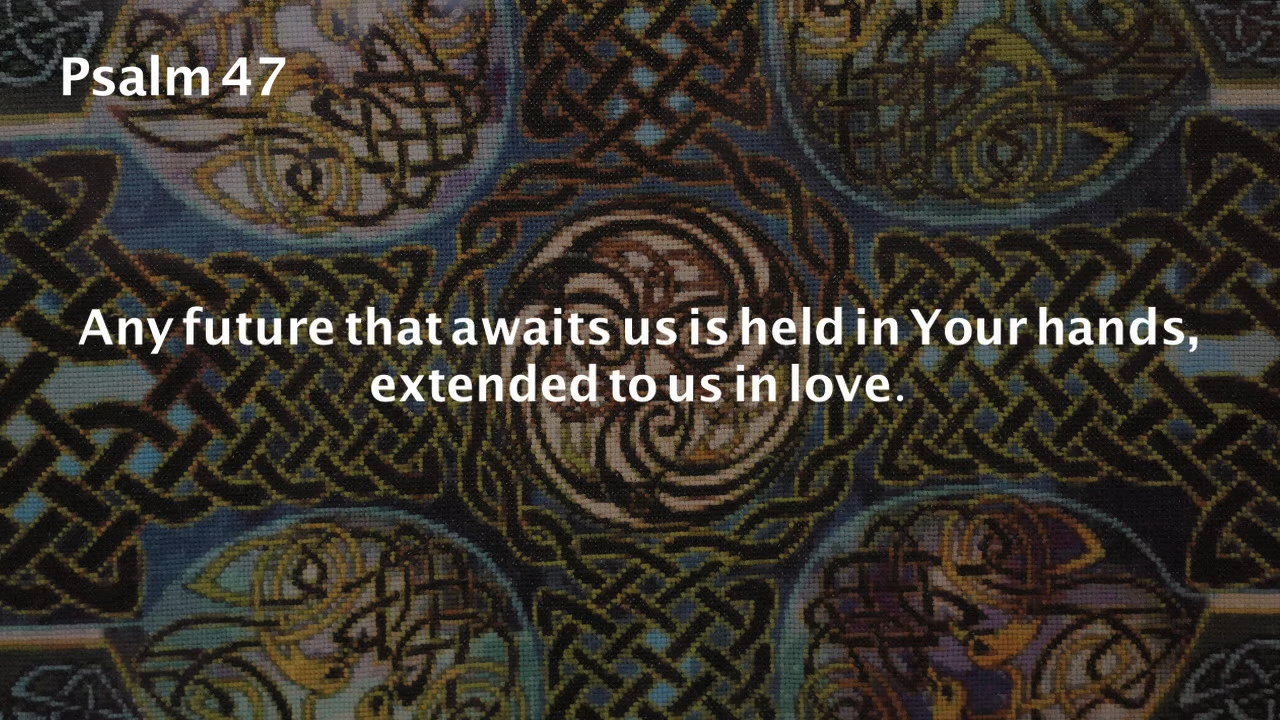 Psalm 47
Any future that awaits us is held in Your hands,
extended to us in love.